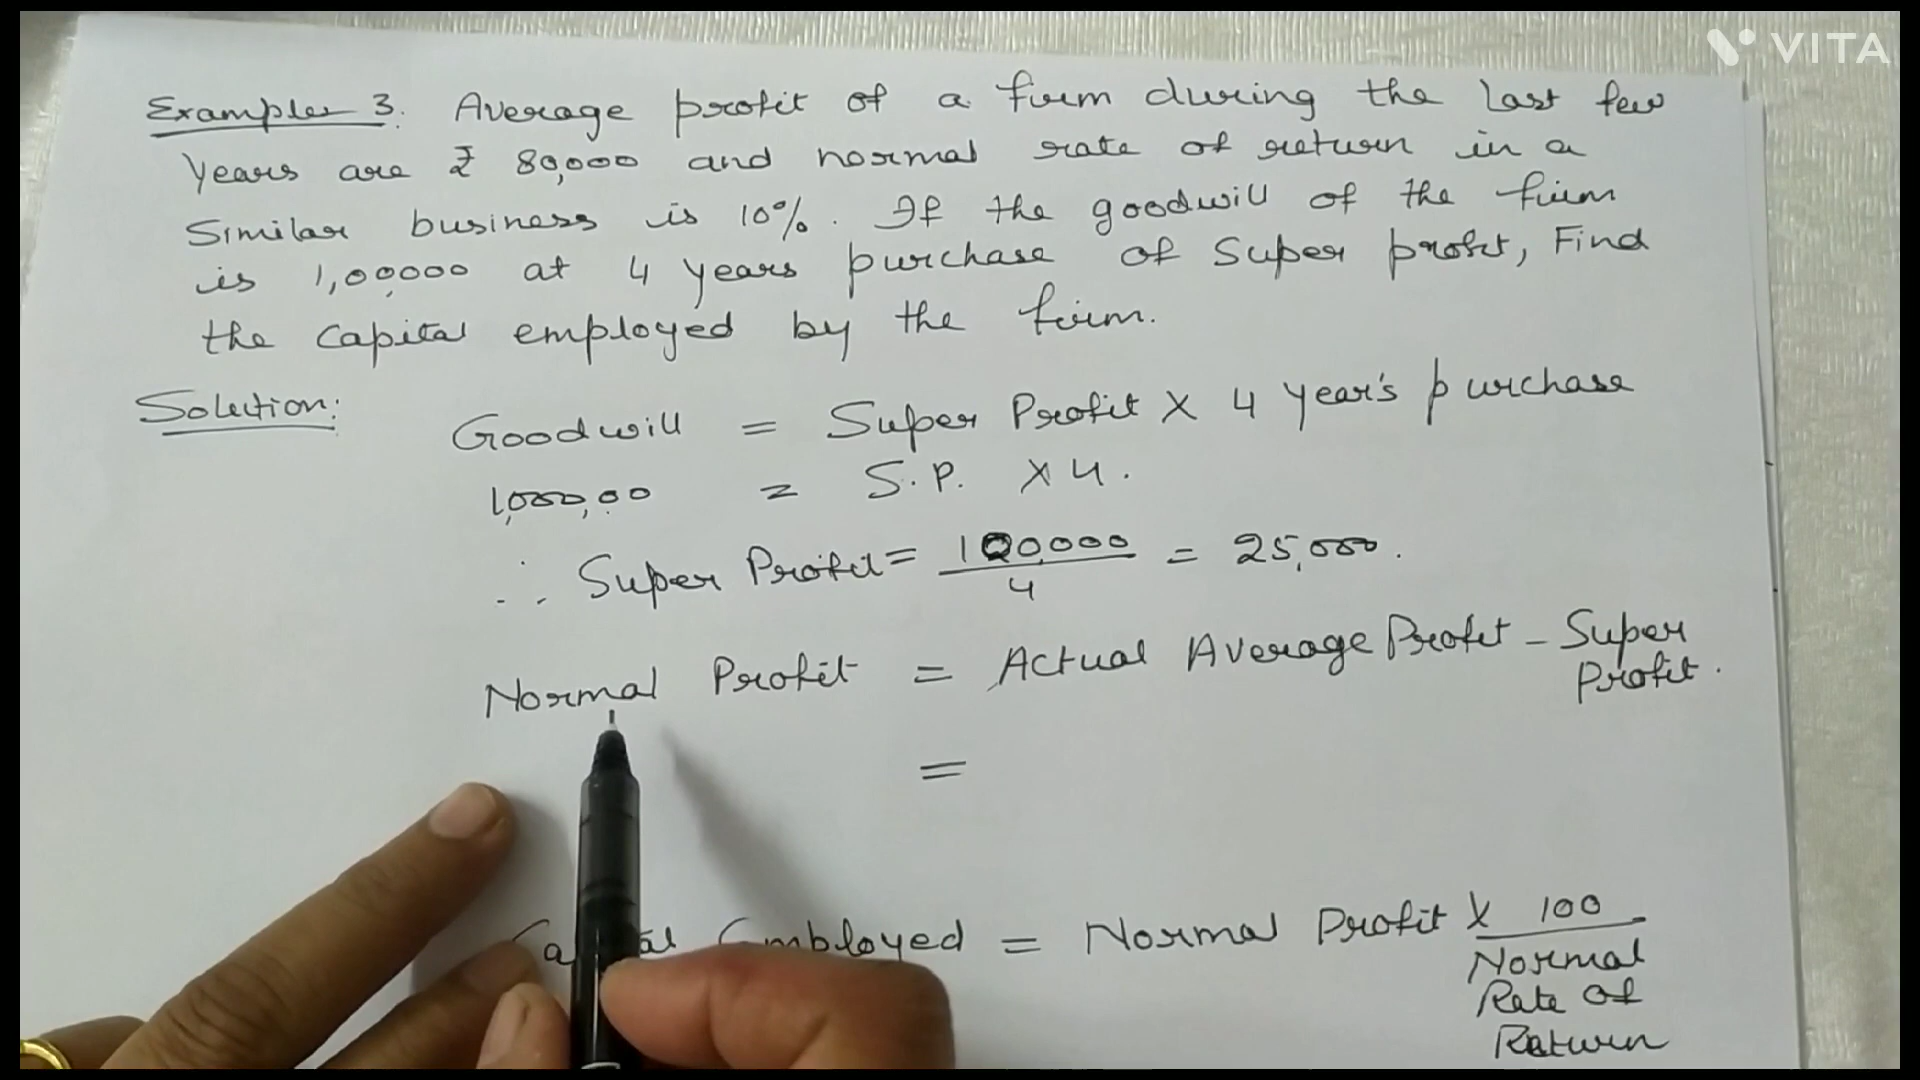 VITA
Example 3. Average profit of a firm during the last few
years are ₹ 80,000 and normal rate of return in a
Similar business is 10%. If the goodwill of the firm
is 1,00,000 at 4 years purchase of Super profit, Find
the capital employed by the firm.
Solution:
Goodwill = Super Profit X 4 year's purchase
1,000,00 = S.P. X 4.
∴ Super Profit = 100,000 / 4 = 25,000.
Normal Profit = Actual Average Profit - Super Profit.
=
Employed = Normal Profit X 100 / Normal Rate of Return